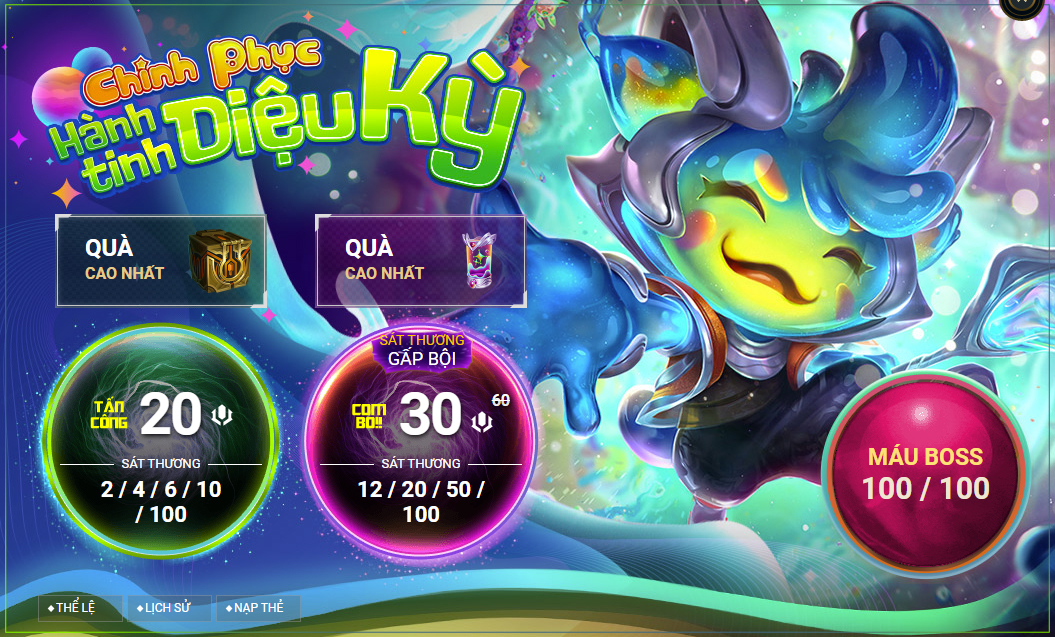 Chinh Phục
Hành
tinh
Diệu Kỳ
QUÀ
CAO NHẤT
QUÀ
CAO NHẤT
TẤN
CÔNG
20
SÁT THƯƠNG
2 / 4 / 6 / 10
/ 100
SÁT THƯƠNG
GẤP BỘI
COM
BO!!
30
60
SÁT THƯƠNG
12 / 20 / 50 /
100
MÁU BOSS
100 / 100
THỂ LỆ
LỊCH SỬ
NẠP THẺ